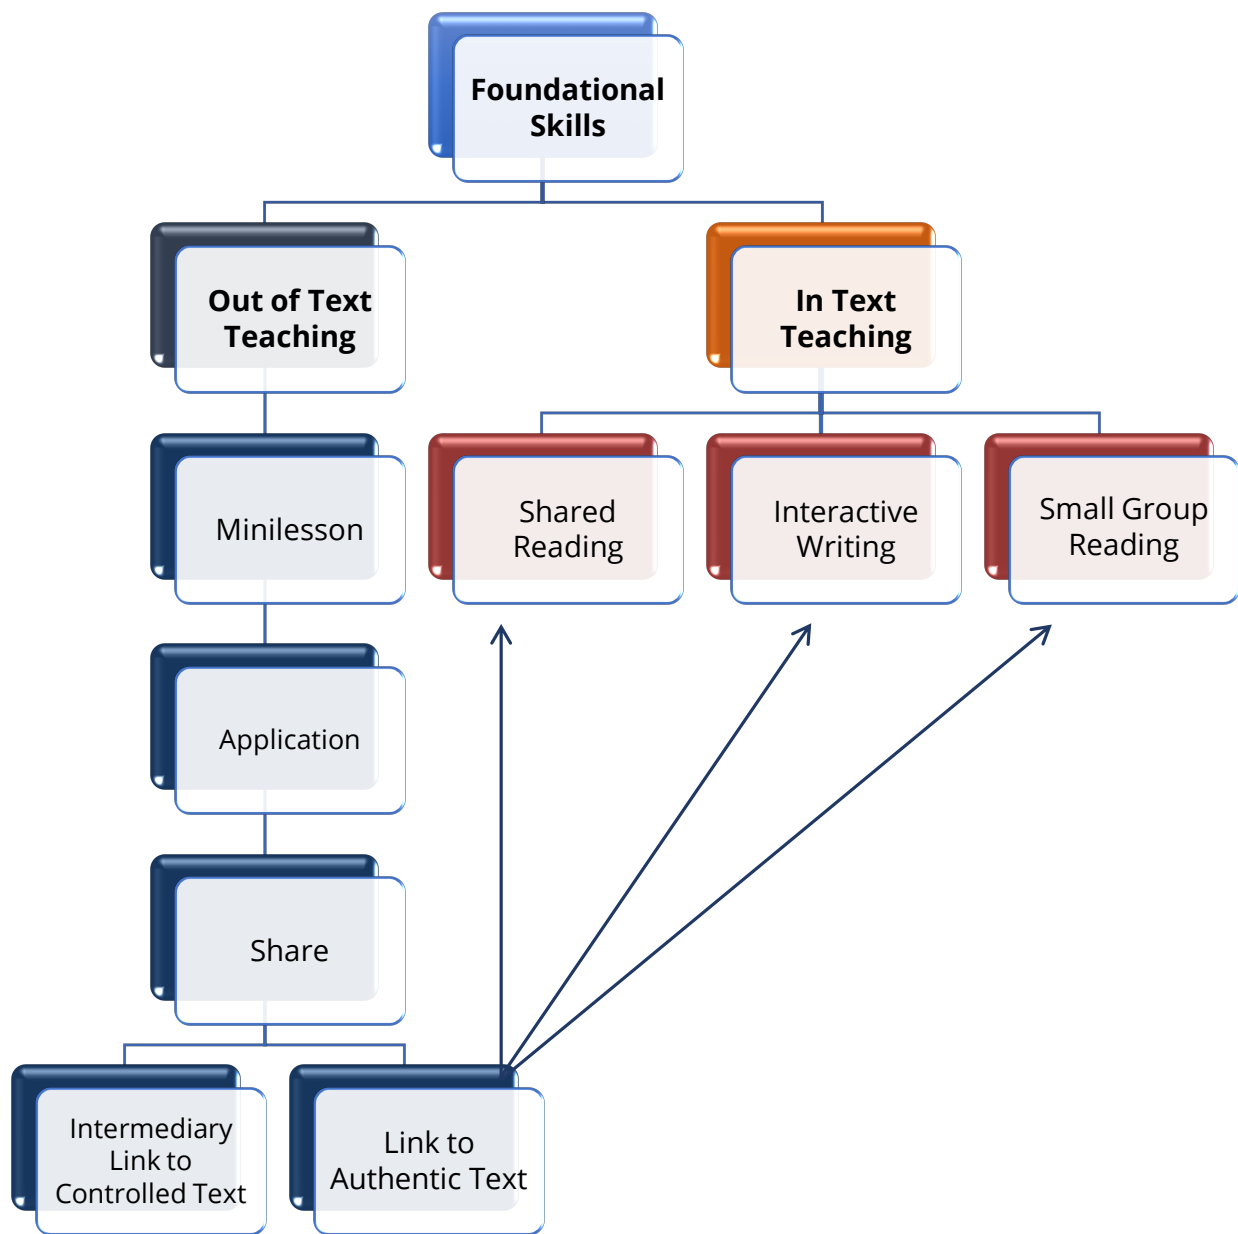 Foundational
Skills
Out of Text
Teaching
In Text
Teaching
Minilesson
Shared
Reading
Interactive
Writing
Small Group
Reading
Application
Share
Intermediary
Link to
Controlled Text
Link to
Authentic Text